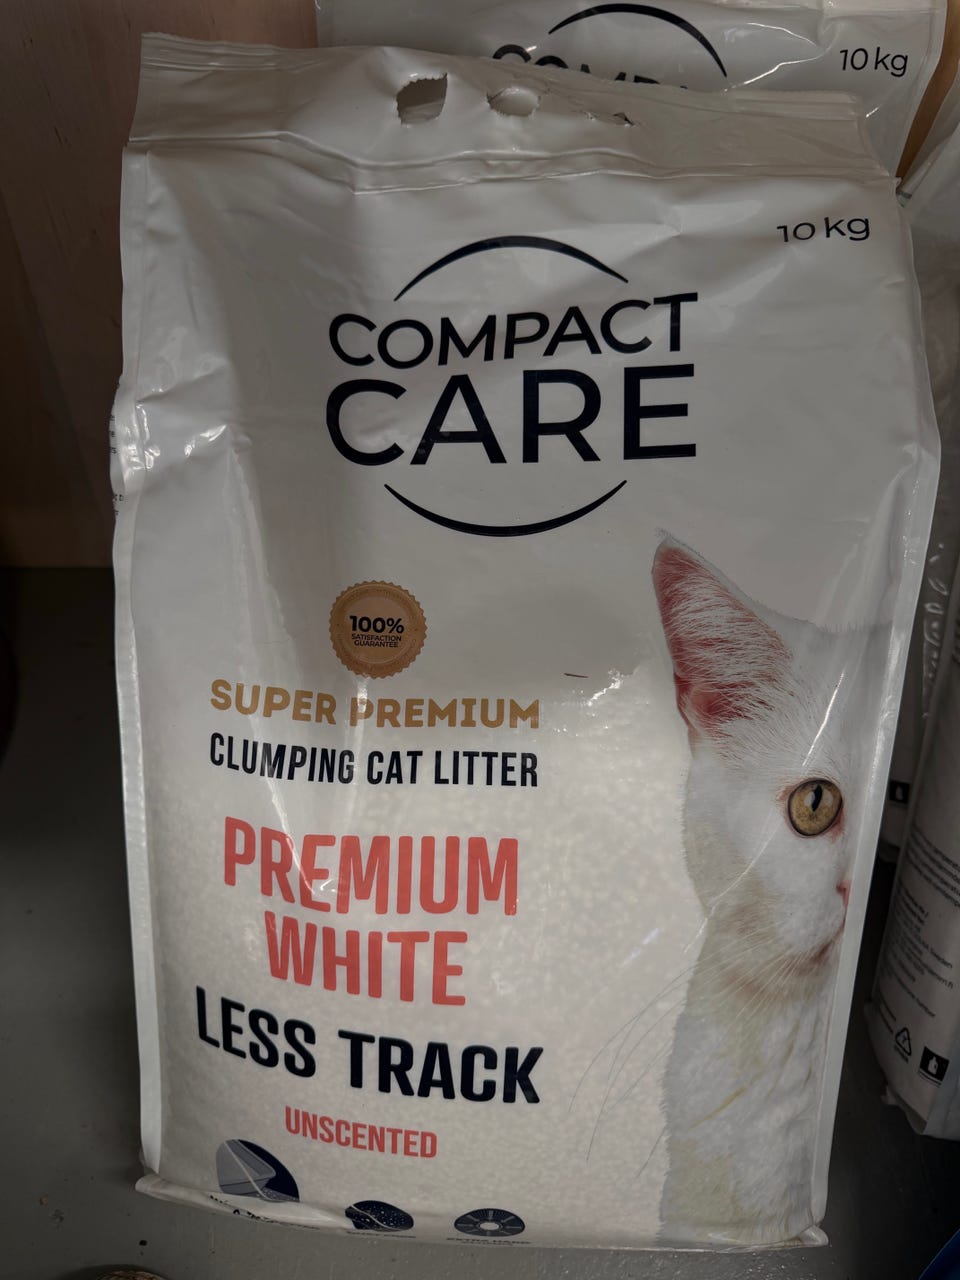 COMPACT
10 kg
10 kg
COMPACT
CARE
100%
SATISFACTION
GUARANTEE
SUPER PREMIUM
CLUMPING CAT LITTER
PREMIUM
WHITE
LESS TRACK
UNSCENTED